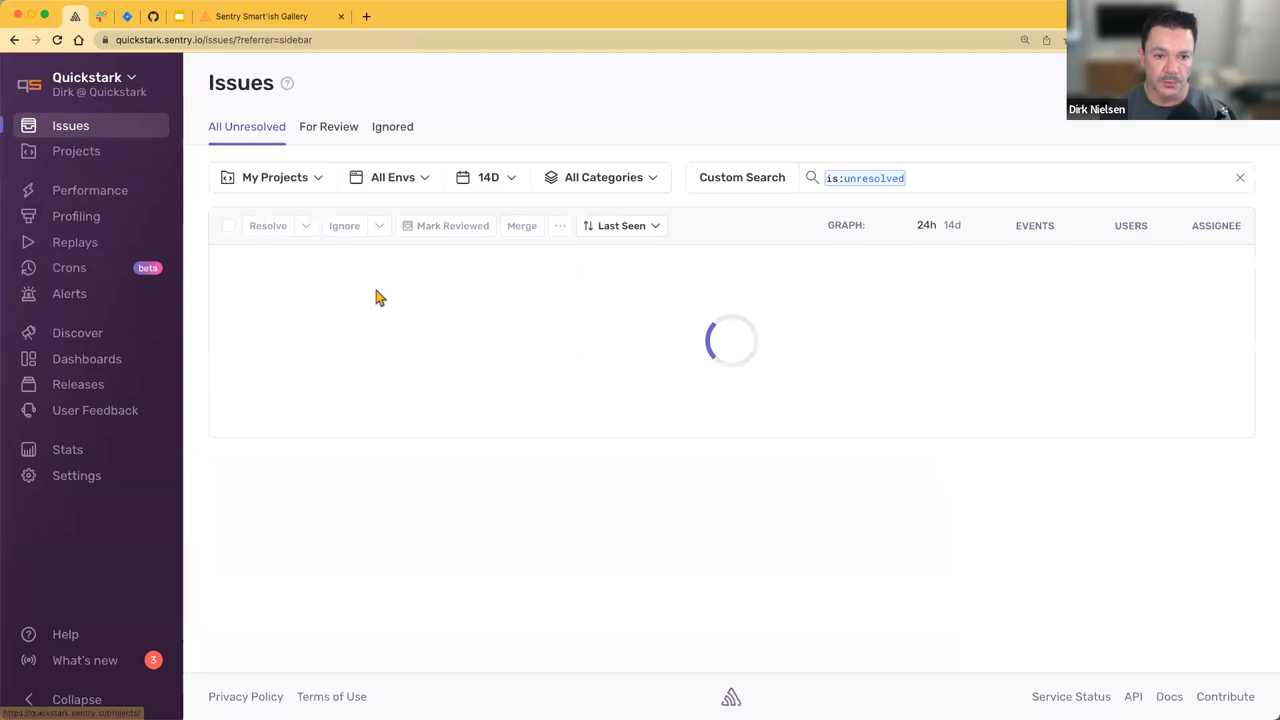 Sentry Smart'ish Gallery
quickstark.sentry.io/issues/?referrer=sidebar
Dirk Nielsen
qs
Quickstark
Dirk @ Quickstark
Issues
Projects
Performance
Profiling
Replays
Crons
beta
Alerts
Discover
Dashboards
Releases
User Feedback
Stats
Settings
Help
What's new
3
Collapse
https://quickstark.sentry.io/projects/
Issues ?
All Unresolved For Review Ignored
My Projects All Envs 14D All Categories Custom Search is:unresolved
Resolve Ignore Mark Reviewed Merge ... Last Seen GRAPH: 24h 14d EVENTS USERS ASSIGNEE
Privacy Policy Terms of Use Service Status API Docs Contribute